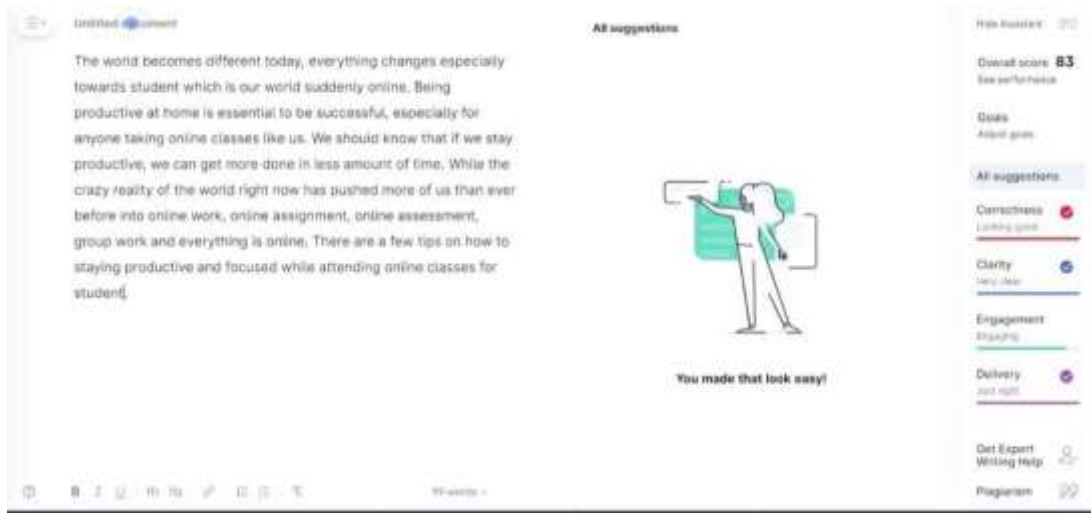 Untitled document
All suggestions
Hide Assistant
The world becomes different today, everything changes especially
towards student which is our world suddenly online. Being
productive at home is essential to be successful, especially for
anyone taking online classes like us. We should know that if we stay
productive, we can get more done in less amount of time. While the
crazy reality of the world right now has pushed more of us than ever
before into online work, online assignment, online assessment,
group work and everything is online. There are a few tips on how to
staying productive and focused while attending online classes for
student.
You made that look easy!
Overall score 83
See performance
Goals
Adjust goals
All suggestions
Correctness
Looking good
Clarity
Very clear
Engagement
Engaging
Delivery
Just right
Get Expert
Writing Help
Plagiarism
B I U H1 H2
words